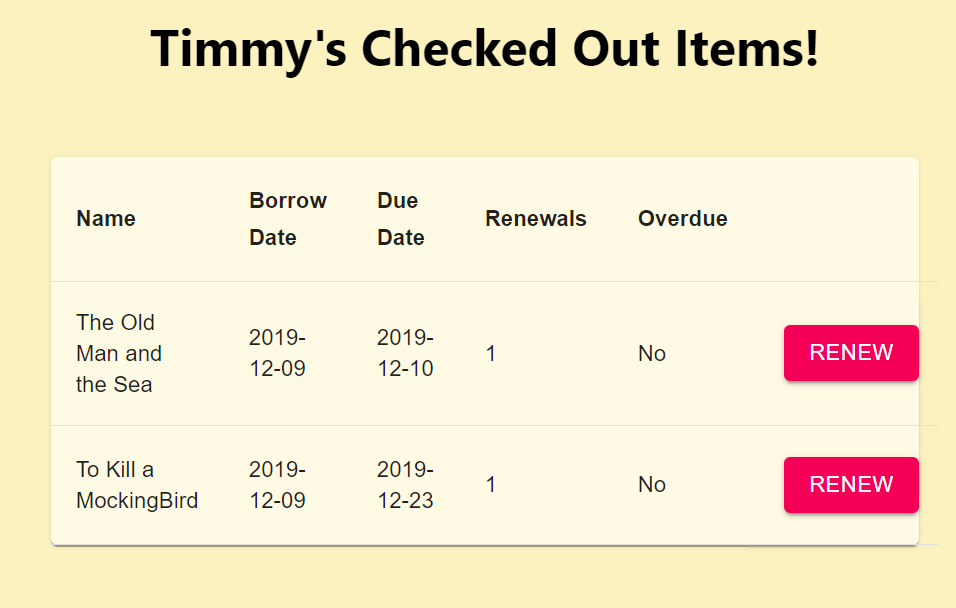 Timmy's Checked Out Items!
Name
Borrow
Date
Due
Date
Renewals
Overdue
The Old
Man and
the Sea
2019-
12-09
2019-
12-10
1
No
RENEW
To Kill a
MockingBird
2019-
12-09
2019-
12-23
1
No
RENEW